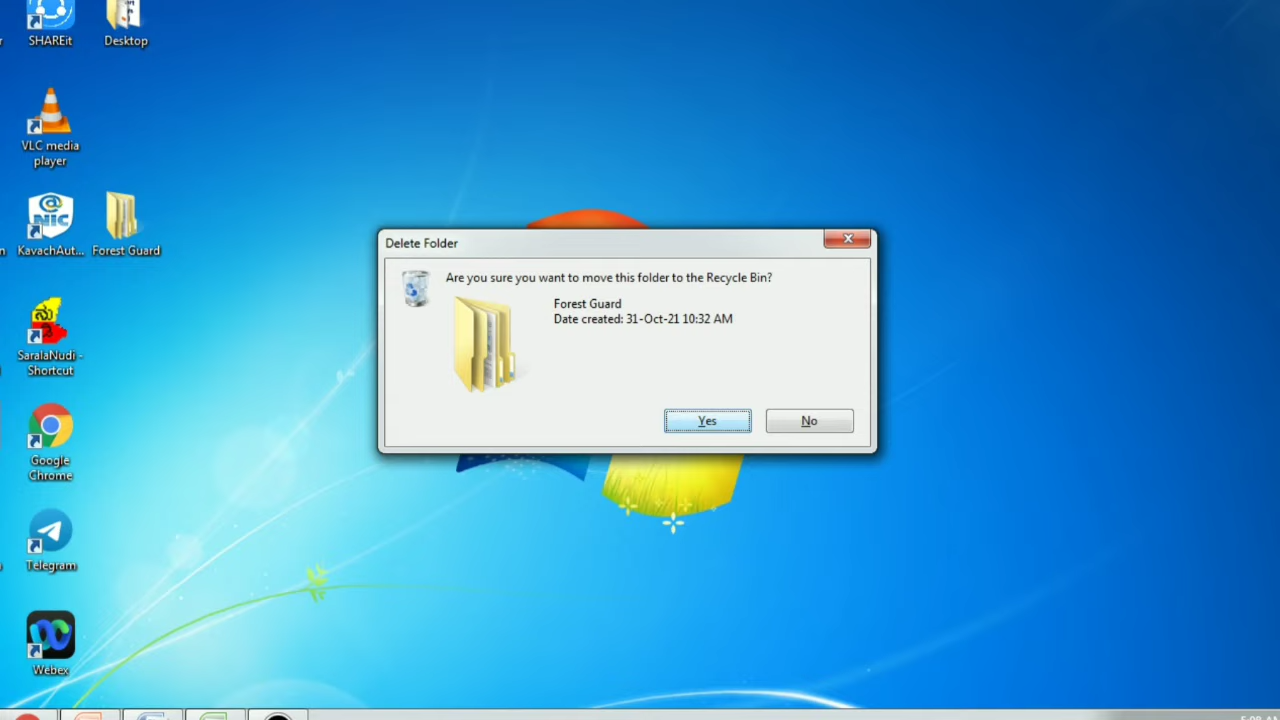 SHAREit
Desktop
VLC media
player
NIC
KavachAut...
Forest Guard
ನು
SaralaNudi -
Shortcut
Google
Chrome
Telegram
Webex
Delete Folder
Are you sure you want to move this folder to the Recycle Bin?
Forest Guard
Date created: 31-Oct-21 10:32 AM
Yes
No